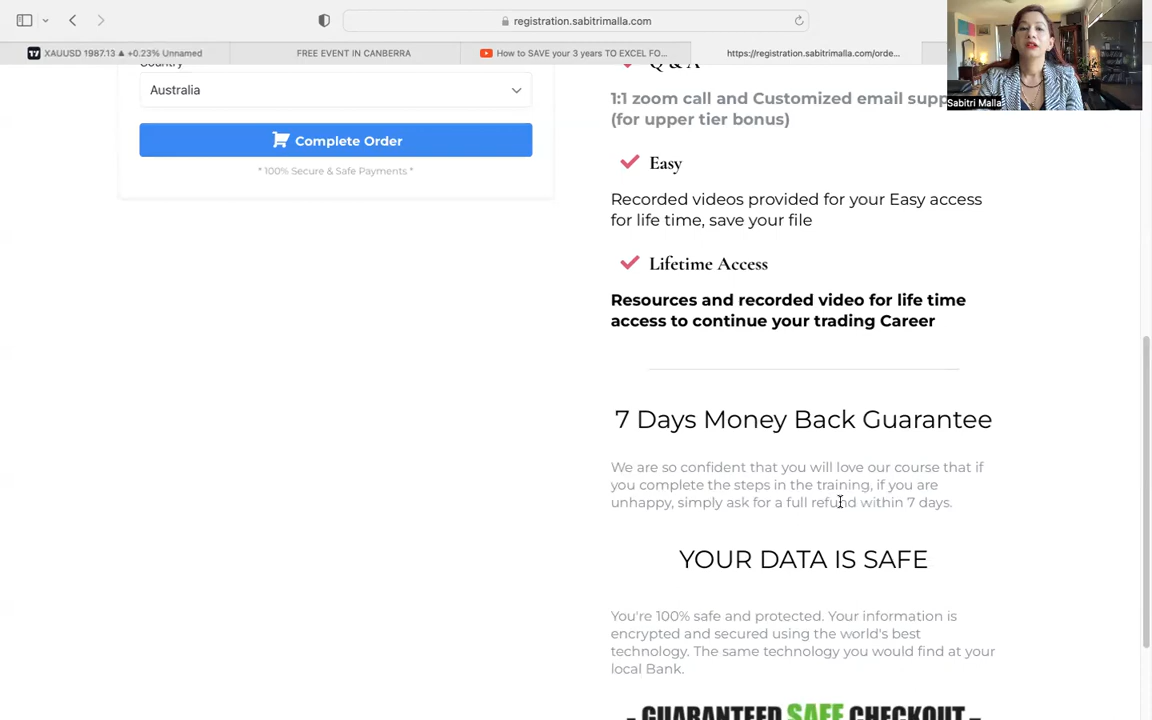 registration.sabitrimalla.com
XAUUSD 1987.13 ▲ +0.23% Unnamed
FREE EVENT IN CANBERRA
How to SAVE your 3 years TO EXCEL FO...
https://registration.sabitrimalla.com/orde...
Sabitri Malla
Country
Australia
Complete Order
* 100% Secure & Safe Payments *
Q & A
1:1 zoom call and Customized email supp
(for upper tier bonus)
Easy
Recorded videos provided for your Easy access
for life time, save your file
Lifetime Access
Resources and recorded video for life time
access to continue your trading Career
7 Days Money Back Guarantee
We are so confident that you will love our course that if
you complete the steps in the training, if you are
unhappy, simply ask for a full refund within 7 days.
YOUR DATA IS SAFE
You're 100% safe and protected. Your information is
encrypted and secured using the world's best
technology. The same technology you would find at your
local Bank.
- GUARANTEED SAFE CHECKOUT -